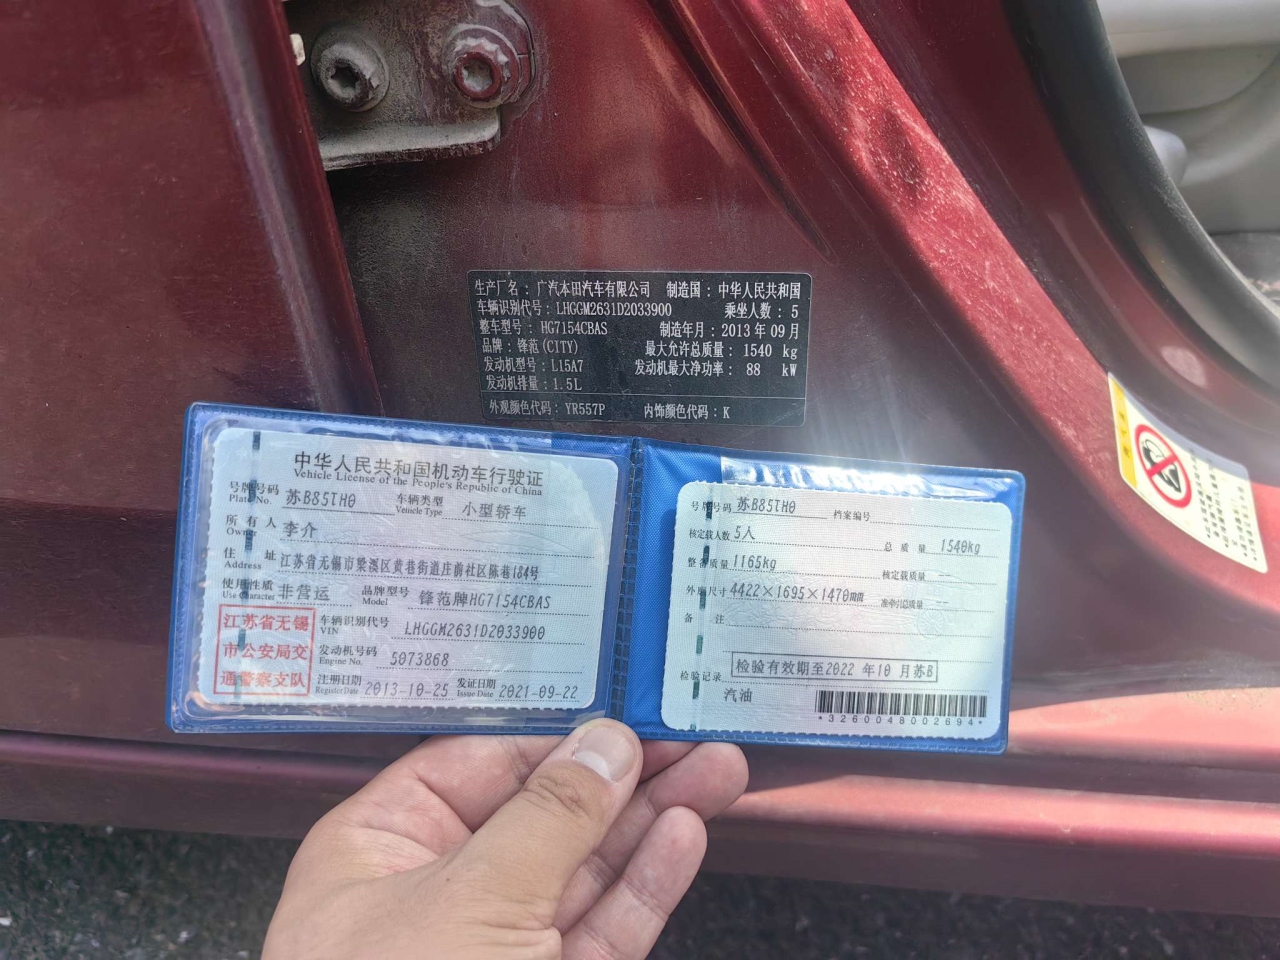 生产厂名：广汽本田汽车有限公司 制造国：中华人民共和国
车辆识别代号：LHGGM2631D2033900 乘坐人数：5
整车型号：HG7154CBAS 制造年月：2013 年 09 月
品牌：锋范(CITY) 最大允许总质量：1540 kg
发动机型号：L15A7 发动机最大净功率：88 kW
发动机排量：1.5L
外观颜色代码：YR557P 内饰颜色代码：K
中华人民共和国机动车行驶证
Vehicle License of the People's Republic of China
号牌号码 苏B85TH0 车辆类型 小型轿车
Plate No. Vehicle Type
所有人 李介
Owner
住址 江苏省无锡市梁溪区黄巷街道庄前社区陈巷184号
Address
使用性质 非营运 品牌型号 锋范牌HG7154CBAS
Use Character Model
江苏省无锡
市公安局交
通警察支队
车辆识别代号 LHGGM2631D2033900
VIN
发动机号码 5073868
Engine No.
注册日期 2013-10-25 发证日期 2021-09-22
Register Date Issue Date
号牌号码 苏B85TH0 档案编号
核定载人数 5人 总质量 1540kg
整备质量 1165kg 核定载质量 --
外廓尺寸 4422×1695×1470mm 准牵引总质量 --
备注
检验记录 检验有效期至2022 年10 月苏B
汽油
*3260048002694*